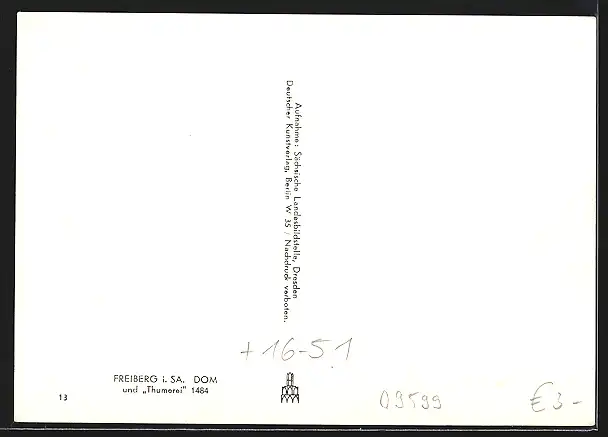 Aufnahme: Sächsische Landesbildstelle, Dresden
Deutscher Kunstverlag, Berlin W 35 / Nachdruck verboten.
+ 16-51
FREIBERG i. SA. DOM
und „Thumerei" 1484
13
09599
€3-